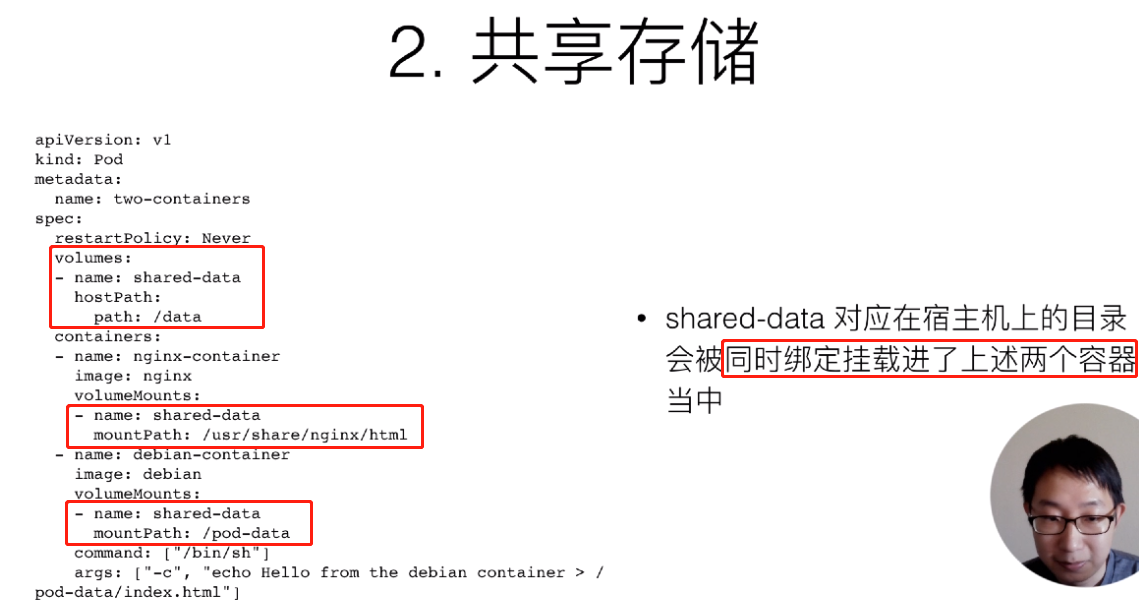 2. 共享存储
apiVersion: v1
kind: Pod
metadata:
  name: two-containers
spec:
  restartPolicy: Never
  volumes:
  - name: shared-data
    hostPath:
      path: /data
  containers:
  - name: nginx-container
    image: nginx
    volumeMounts:
    - name: shared-data
      mountPath: /usr/share/nginx/html
  - name: debian-container
    image: debian
    volumeMounts:
    - name: shared-data
      mountPath: /pod-data
    command: ["/bin/sh"]
    args: ["-c", "echo Hello from the debian container > /
pod-data/index.html"]
• shared-data 对应在宿主机上的目录
会被同时绑定挂载进了上述两个容器
当中